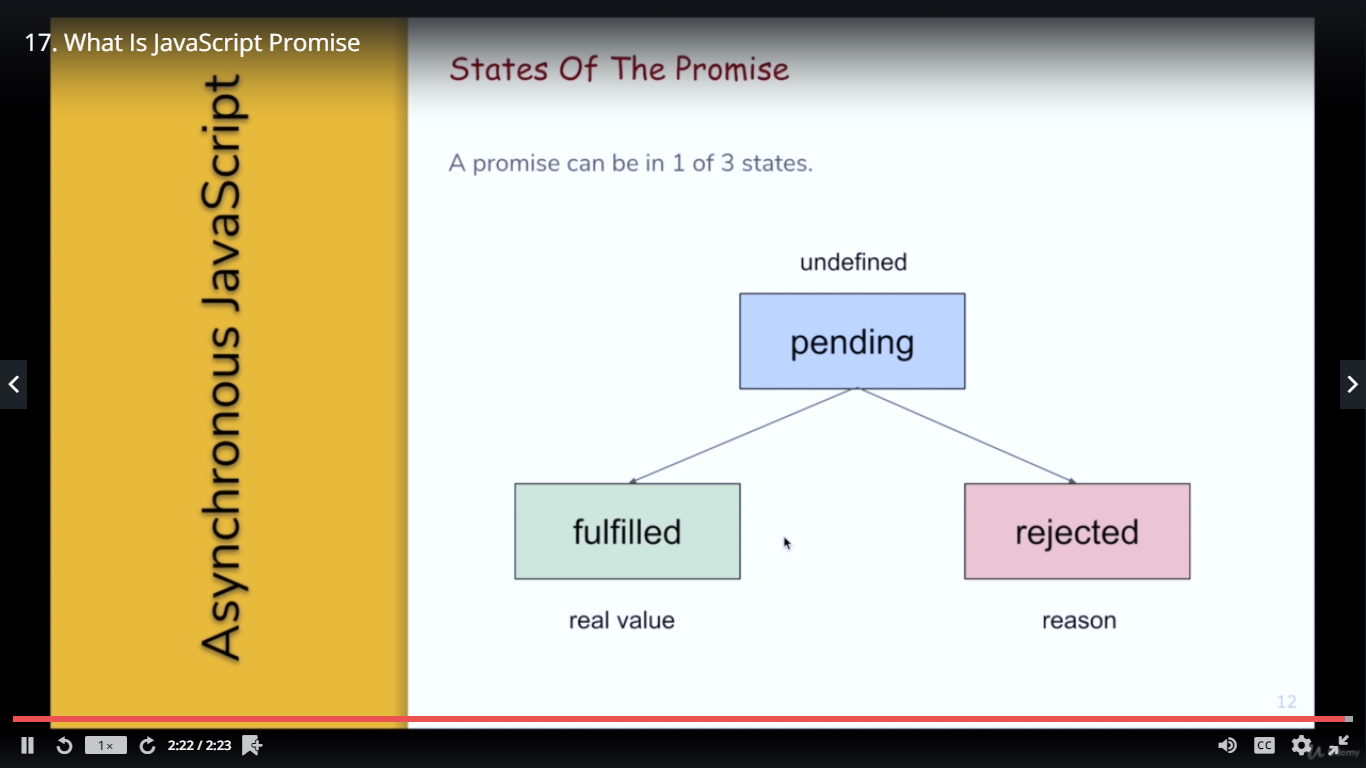 17. What Is JavaScript Promise
Asynchronous JavaScript
States Of The Promise
A promise can be in 1 of 3 states.
undefined
pending
fulfilled
rejected
real value
reason
12
1×
2:22 / 2:23
CC